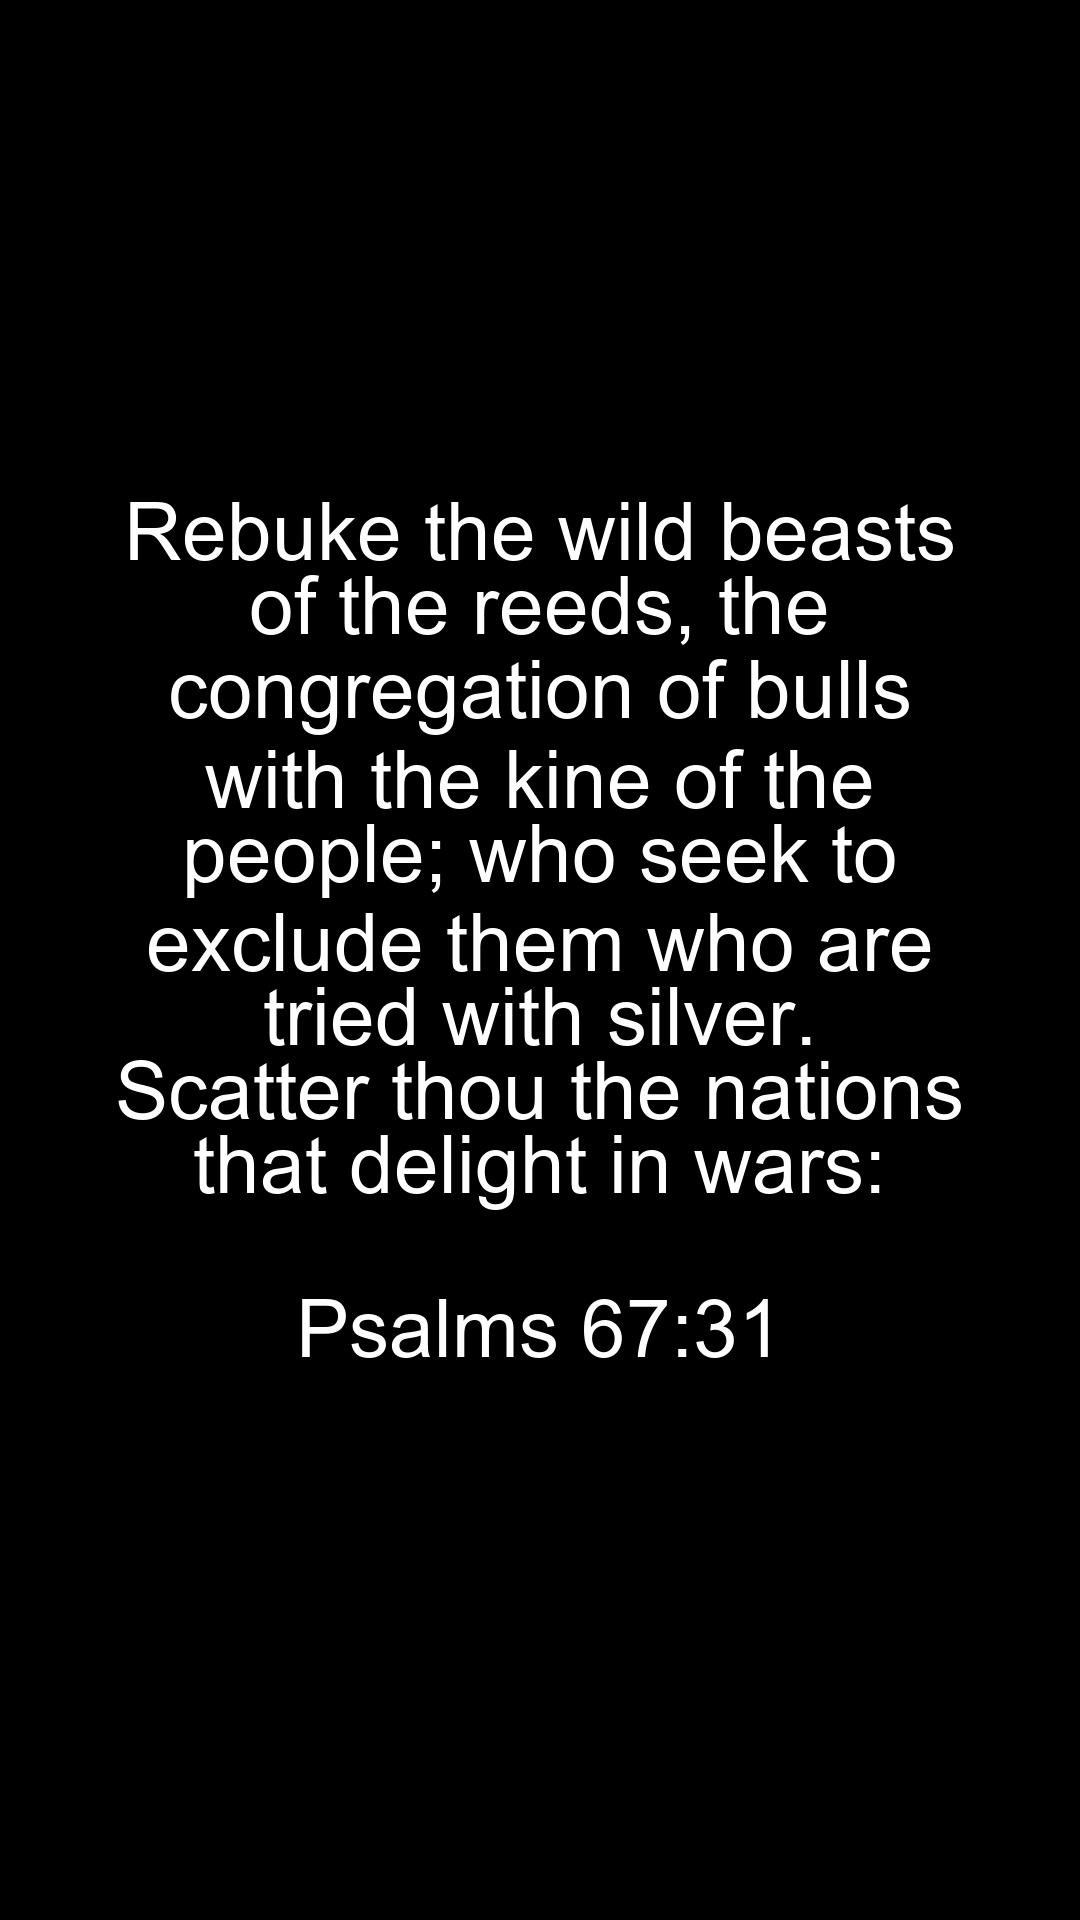 Rebuke the wild beasts
of the reeds, the
congregation of bulls
with the kine of the
people; who seek to
exclude them who are
tried with silver.
Scatter thou the nations
that delight in wars:
Psalms 67:31